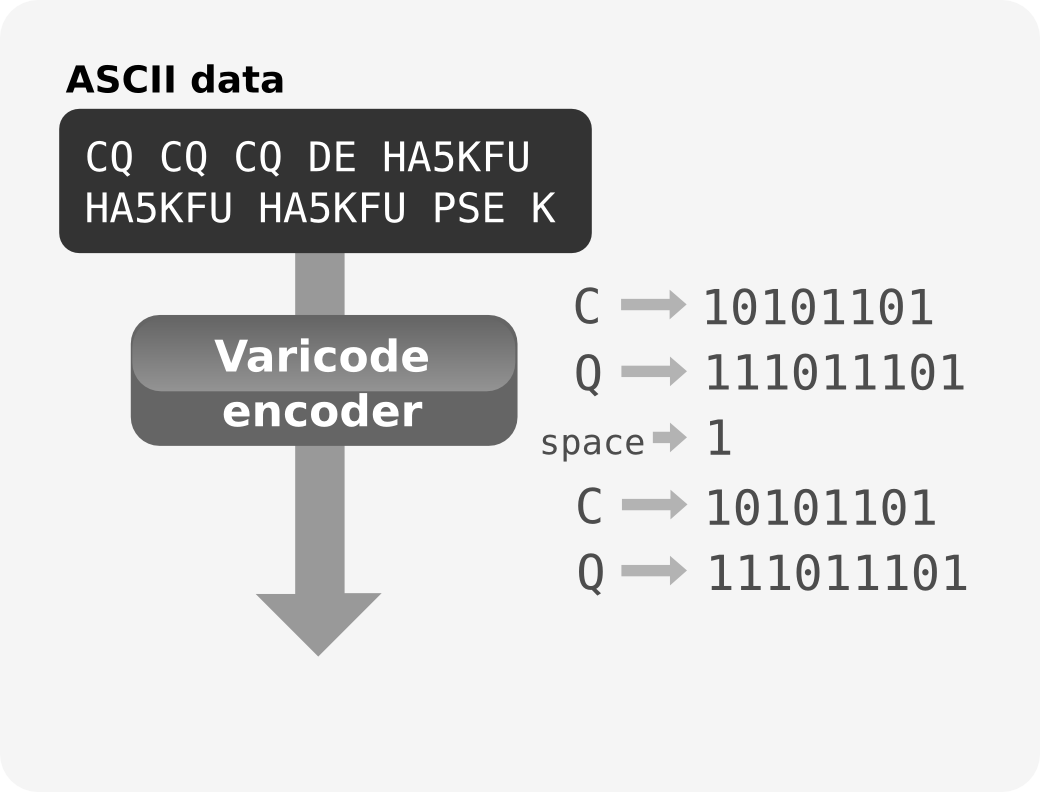 ASCII data
CQ CQ CQ DE HA5KFU
HA5KFU HA5KFU PSE K
Varicode
encoder
C 10101101
Q 111011101
space 1
C 10101101
Q 111011101